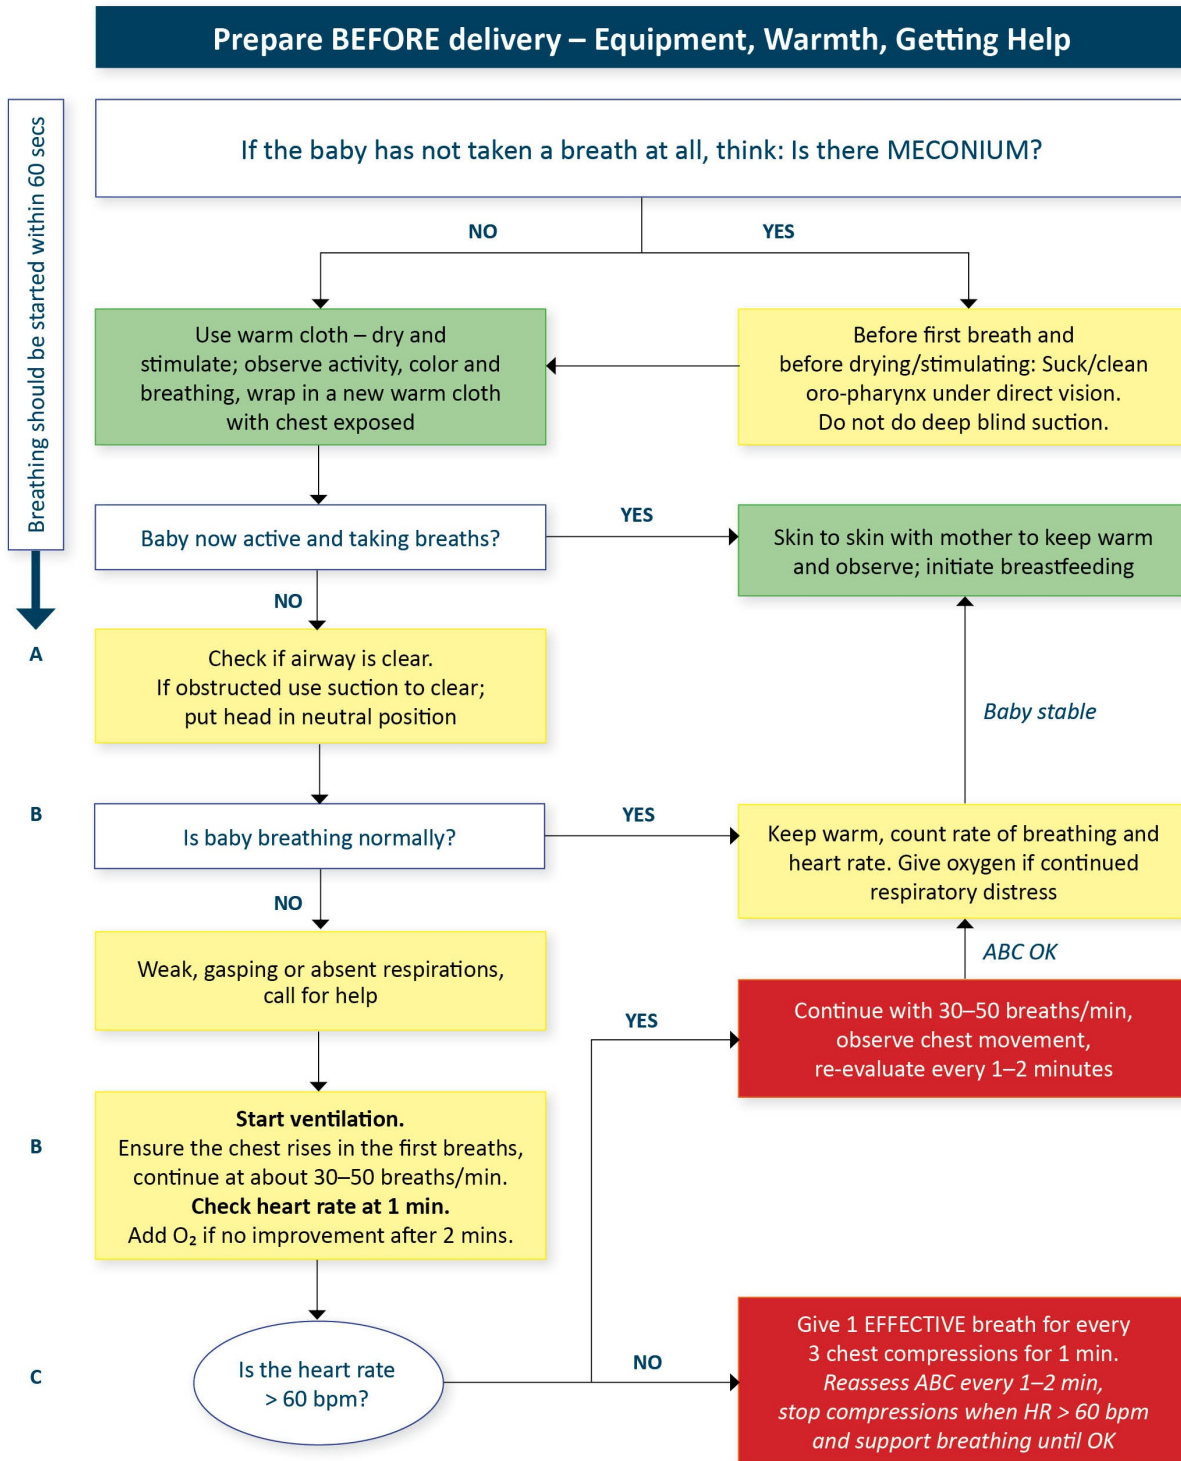 Prepare BEFORE delivery – Equipment, Warmth, Getting Help
Breathing should be started within 60 secs
If the baby has not taken a breath at all, think: Is there MECONIUM?
NO
YES
Use warm cloth – dry and
stimulate; observe activity, color and
breathing, wrap in a new warm cloth
with chest exposed
Before first breath and
before drying/stimulating: Suck/clean
oro-pharynx under direct vision.
Do not do deep blind suction.
Baby now active and taking breaths?
YES
Skin to skin with mother to keep warm
and observe; initiate breastfeeding
NO
A
Check if airway is clear.
If obstructed use suction to clear;
put head in neutral position
Baby stable
B
Is baby breathing normally?
YES
Keep warm, count rate of breathing and
heart rate. Give oxygen if continued
respiratory distress
NO
ABC OK
Weak, gasping or absent respirations,
call for help
YES
Continue with 30–50 breaths/min,
observe chest movement,
re-evaluate every 1–2 minutes
B
Start ventilation.
Ensure the chest rises in the first breaths,
continue at about 30–50 breaths/min.
Check heart rate at 1 min.
Add O₂ if no improvement after 2 mins.
C
Is the heart rate
> 60 bpm?
NO
Give 1 EFFECTIVE breath for every
3 chest compressions for 1 min.
Reassess ABC every 1–2 min,
stop compressions when HR > 60 bpm
and support breathing until OK